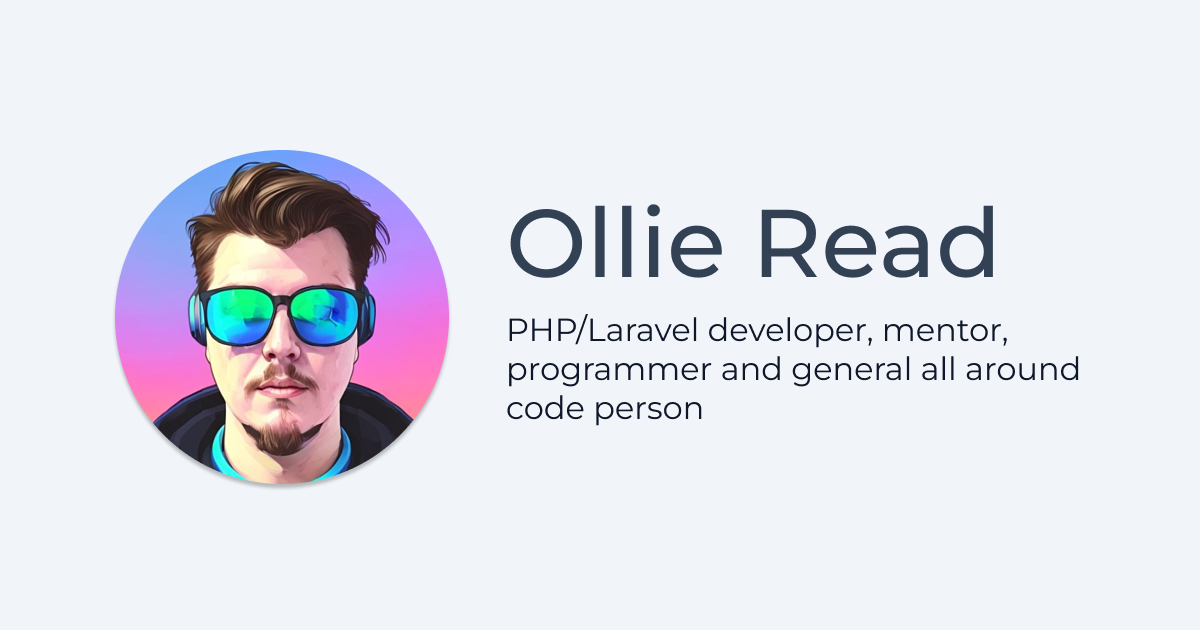 Ollie Read
PHP/Laravel developer, mentor,
programmer and general all around
code person